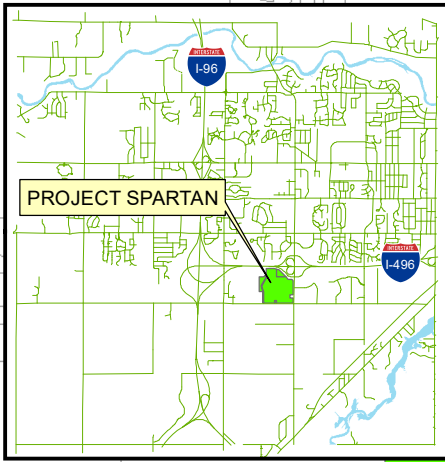 INTERSTATE
I-96
PROJECT SPARTAN
INTERSTATE
I-496